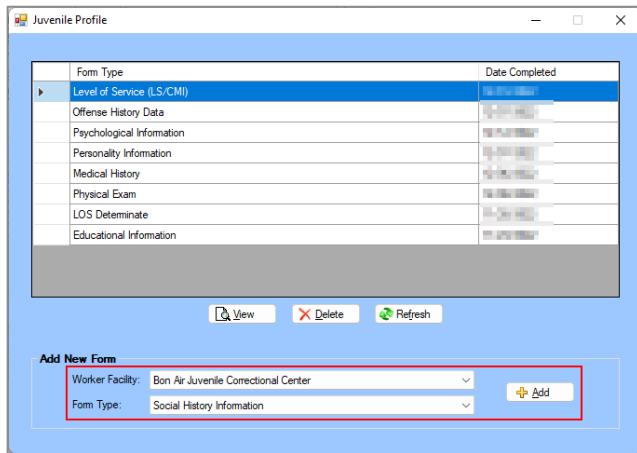 Juvenile Profile
Form Type Date Completed
Level of Service (LS/CMI)
Offense History Data
Psychological Information
Personality Information
Medical History
Physical Exam
LOS Determinate
Educational Information
View Delete Refresh
Add New Form
Worker Facility: Bon Air Juvenile Correctional Center
Add
Form Type: Social History Information